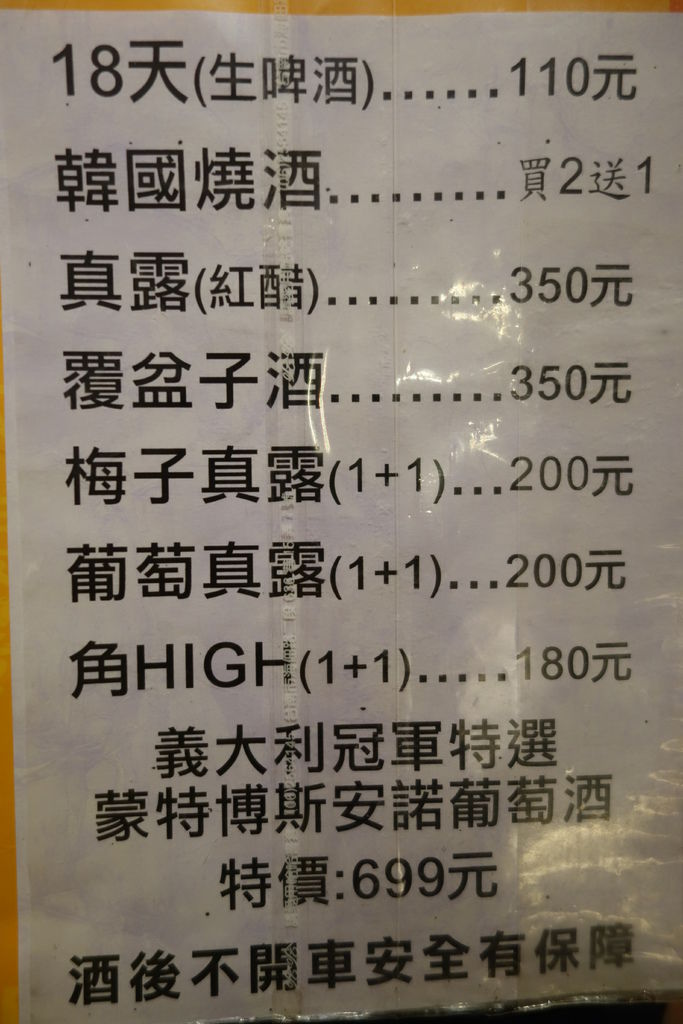 18天(生啤酒)......110元
韓國燒酒.........買2送1
真露(紅醋).........350元
覆盆子酒.........350元
梅子真露(1+1)...200元
葡萄真露(1+1)...200元
角HIGH(1+1).....180元
義大利冠軍特選
蒙特博斯安諾葡萄酒
特價:699元
酒後不開車安全有保障